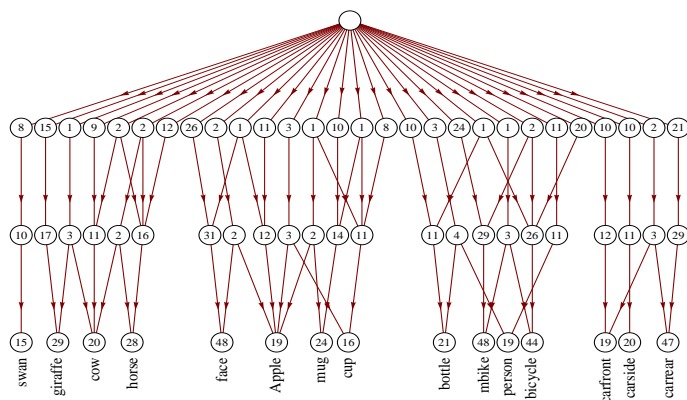 8 15 1 9 2 2 12 26 2 1 11 3 1 10 1 8 10 3 24 1 1 2 11 20 10 10 2 21
10 17 3 11 2 16 31 2 12 3 2 14 11 11 4 29 3 26 11 12 11 3 29
15 29 20 28 48 19 24 16 21 48 19 44 19 20 47
swan giraffe cow horse face Apple mug cup bottle mbike person bicycle carfront carside carrear